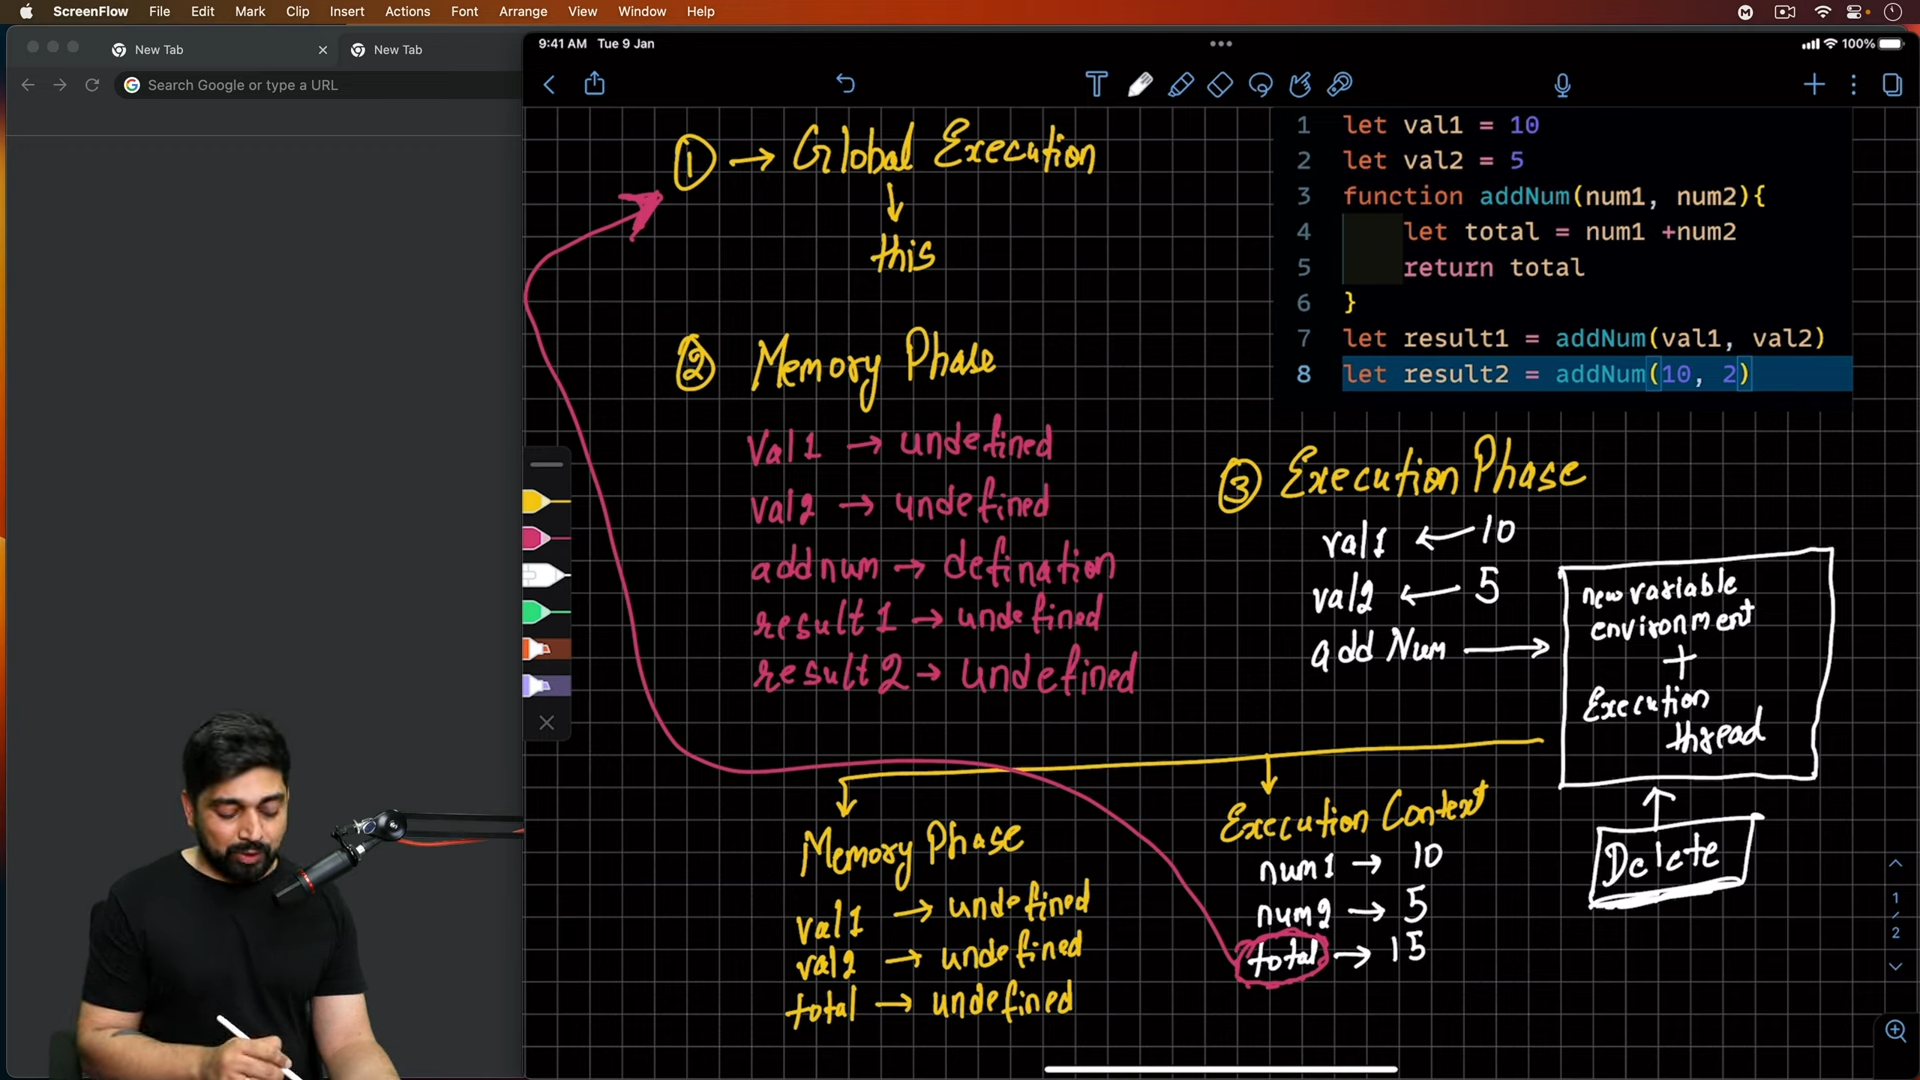 ScreenFlow File Edit Mark Clip Insert Actions Font Arrange View Window Help
New Tab
New Tab
Search Google or type a URL
9:41 AM Tue 9 Jan
100%
① → Global Execution
↓
this
1 let val1 = 10
2 let val2 = 5
3 function addNum(num1, num2){
4 let total = num1 +num2
5 return total
6 }
7 let result1 = addNum(val1, val2)
8 let result2 = addNum(10, 2)
② Memory Phase
Val1 → undefined
val2 → undefined
addnum → defination
result1 → undefined
result2 → undefined
③ Execution Phase
val1 ← 10
val2 ← 5
add Num →
new variable
environment
+
Execution
thread
Delete
Memory Phase
val1 → undefined
val2 → undefined
total → undefined
Execution Context
num1 → 10
num2 → 5
total → 15
1
/
2